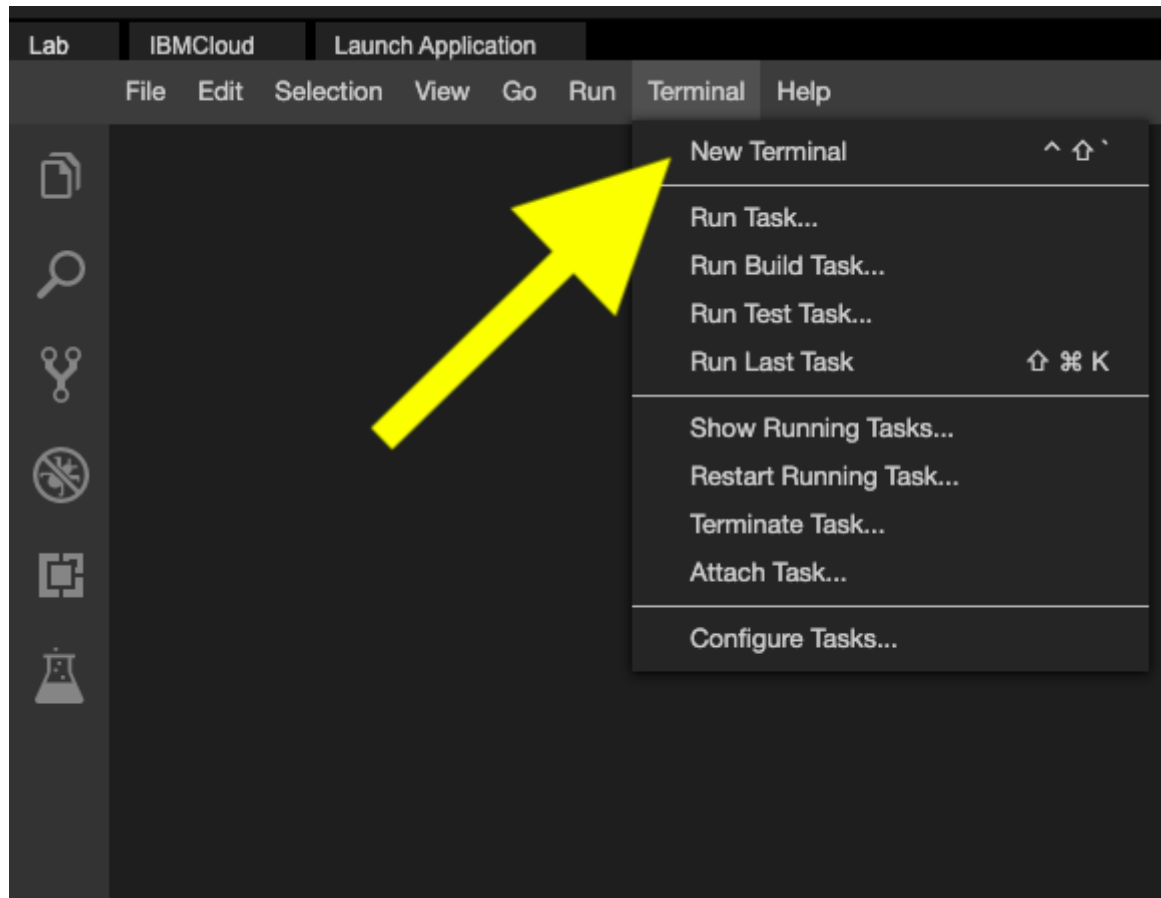 Lab IBMCloud Launch Application
File Edit Selection View Go Run Terminal Help
New Terminal ^ ⇧ `
Run Task...
Run Build Task...
Run Test Task...
Run Last Task ⇧ ⌘ K
Show Running Tasks...
Restart Running Task...
Terminate Task...
Attach Task...
Configure Tasks...